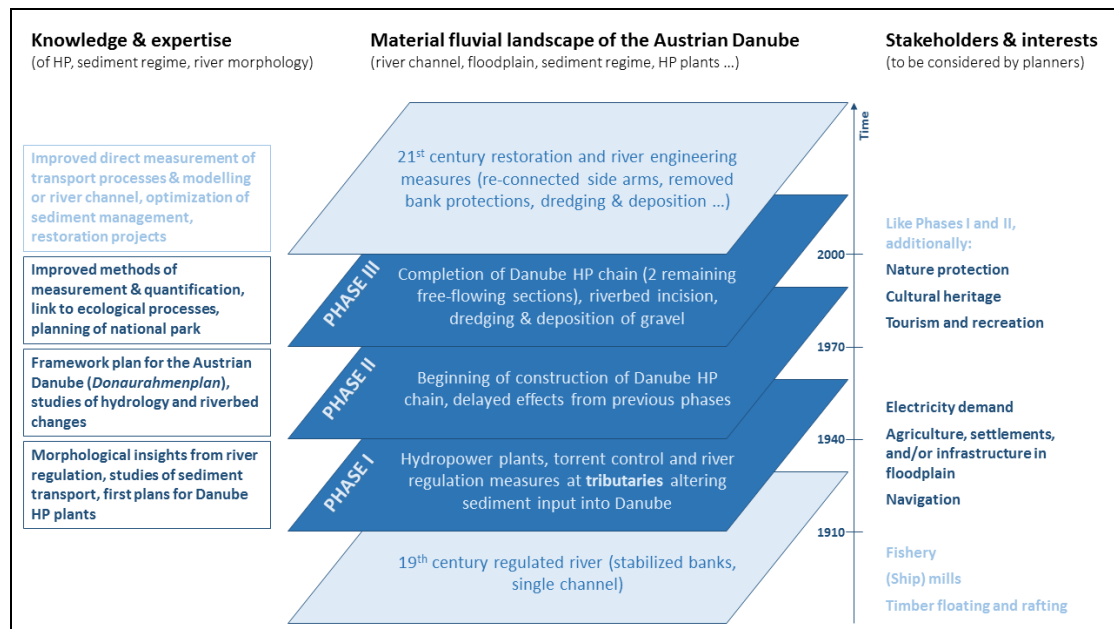 Knowledge & expertise
(of HP, sediment regime, river morphology)
Material fluvial landscape of the Austrian Danube
(river channel, floodplain, sediment regime, HP plants ...)
Stakeholders & interests
(to be considered by planners)
Time
Improved direct measurement of
transport processes & modelling
or river channel, optimization of
sediment management,
restoration projects
21st century restoration and river engineering
measures (re-connected side arms, removed
bank protections, dredging & deposition ...)
Like Phases I and II,
additionally:
Nature protection
Cultural heritage
Tourism and recreation
2000
Improved methods of
measurement & quantification,
link to ecological processes,
planning of national park
PHASE III
Completion of Danube HP chain (2 remaining
free-flowing sections), riverbed incision,
dredging & deposition of gravel
1970
Framework plan for the Austrian
Danube (Donaurahmenplan),
studies of hydrology and riverbed
changes
PHASE II
Beginning of construction of Danube HP
chain, delayed effects from previous phases
Electricity demand
Agriculture, settlements,
and/or infrastructure in
floodplain
Navigation
1940
Morphological insights from river
regulation, studies of sediment
transport, first plans for Danube
HP plants
PHASE I
Hydropower plants, torrent control and river
regulation measures at tributaries altering
sediment input into Danube
1910
19th century regulated river (stabilized banks,
single channel)
Fishery
(Ship) mills
Timber floating and rafting